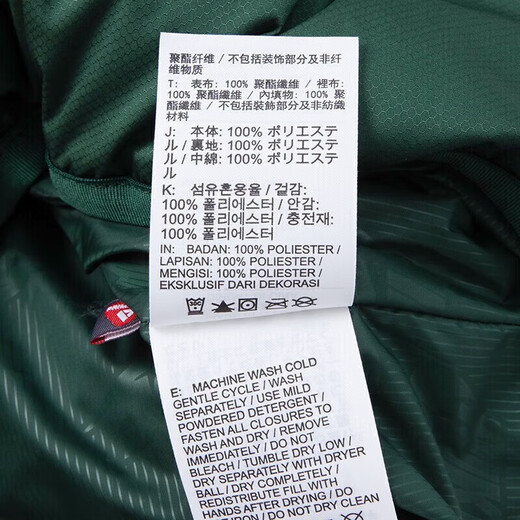 聚酯纤维 / 不包括装饰部分及非纤
维物质
T: 表布: 100% 聚酯纖維 / 裡布:
100% 聚酯纖維 / 內填物: 100% 聚
酯纖維 / 不包括裝飾部分及非紡織
材料
J: 本体: 100% ポリエステ
ル / 裏地: 100% ポリエステ
ル / 中綿: 100% ポリエステ
ル
K: 섬유혼용율 / 겉감:
100% 폴리에스터 / 안감:
100% 폴리에스터 / 충전재:
100% 폴리에스터
IN: BADAN: 100% POLIESTER /
LAPISAN: 100% POLIESTER /
MENGISI: 100% POLIESTER /
EKSKLUSIF DARI DEKORASI
E: MACHINE WASH COLD
GENTLE CYCLE / WASH
SEPARATELY / USE MILD
POWDERED DETERGENT /
FASTEN ALL CLOSURES TO
WASH AND DRY / REMOVE
IMMEDIATELY / DO NOT
BLEACH / TUMBLE DRY LOW /
DRY SEPARATELY WITH DRYER
BALL / DRY COMPLETELY /
REDISTRIBUTE FILL WITH
HANDS AFTER DRYING / DO
NOT IRON / DO NOT DRY CLEAN